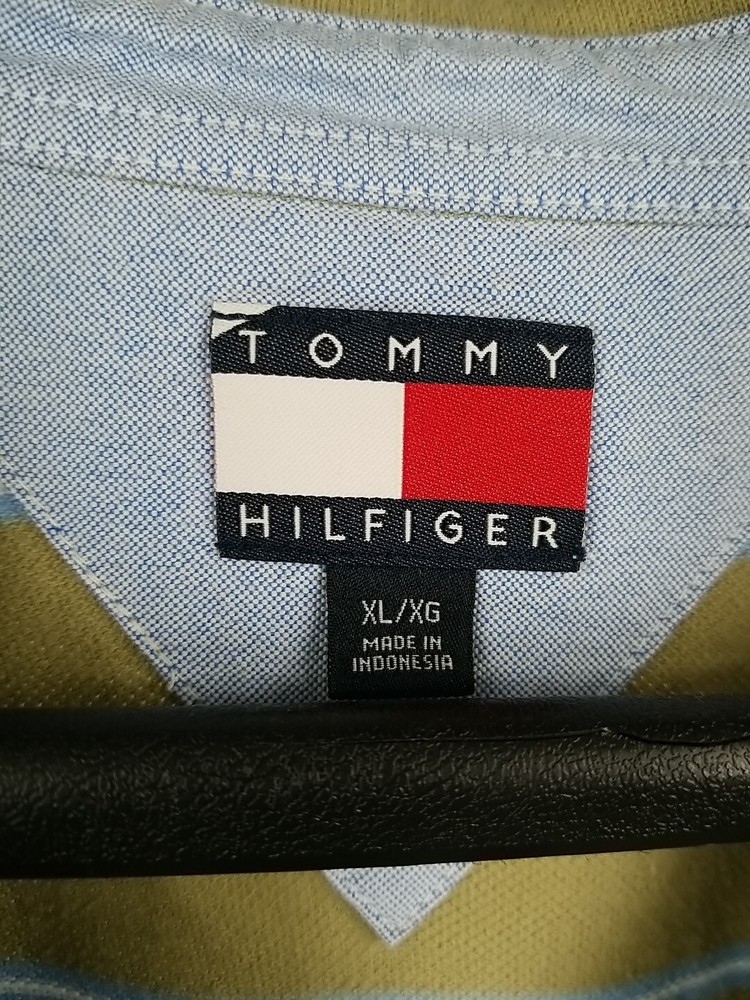 TOMMY
HILFIGER
XL/XG
MADE IN
INDONESIA